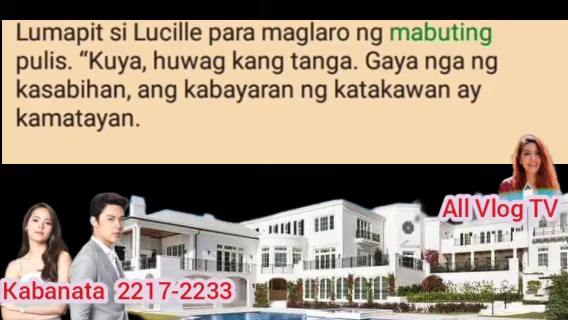 Lumapit si Lucille para maglaro ng mabuting
pulis. “Kuya, huwag kang tanga. Gaya nga ng
kasabihan, ang kabayaran ng katakawan ay
kamatayan.
All Vlog TV
Kabanata 2217-2233